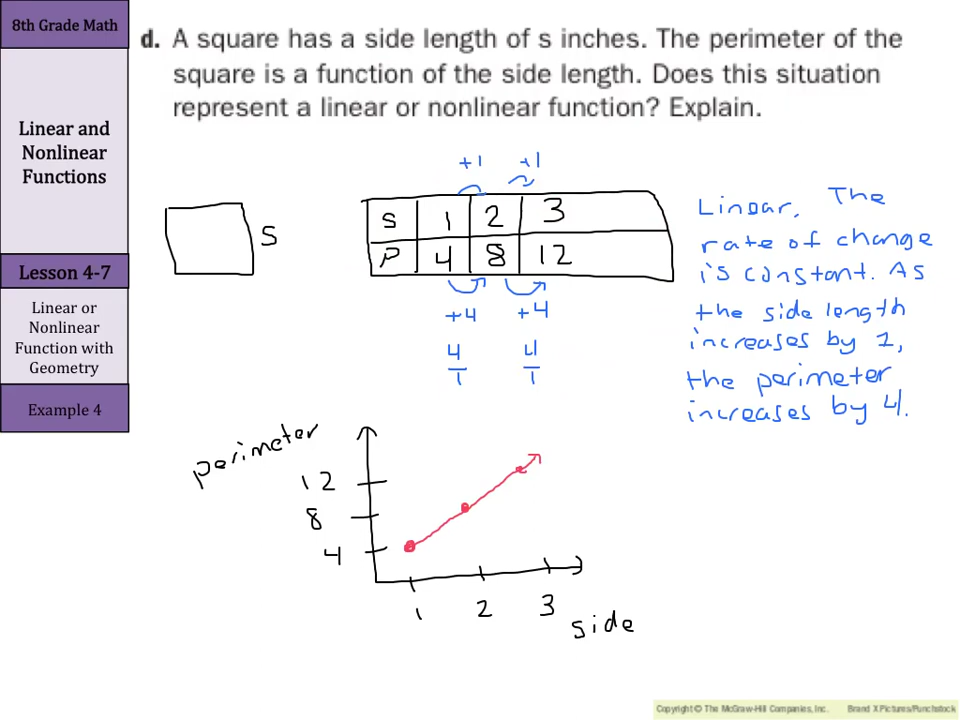 8th Grade Math
Linear and
Nonlinear
Functions
Lesson 4-7
Linear or
Nonlinear
Function with
Geometry
Example 4
d. A square has a side length of s inches. The perimeter of the
square is a function of the side length. Does this situation
represent a linear or nonlinear function? Explain.
+1 +1
S
S 1 2 3
P 4 8 12
+4 +4
4/1 4/1
Linear. The
rate of change
is constant. As
the side length
increases by 1,
the perimeter
increases by 4.
perimeter
12
8
4
1 2 3
side
Copyright © The McGraw-Hill Companies, Inc. Brand X Pictures/Punchstock